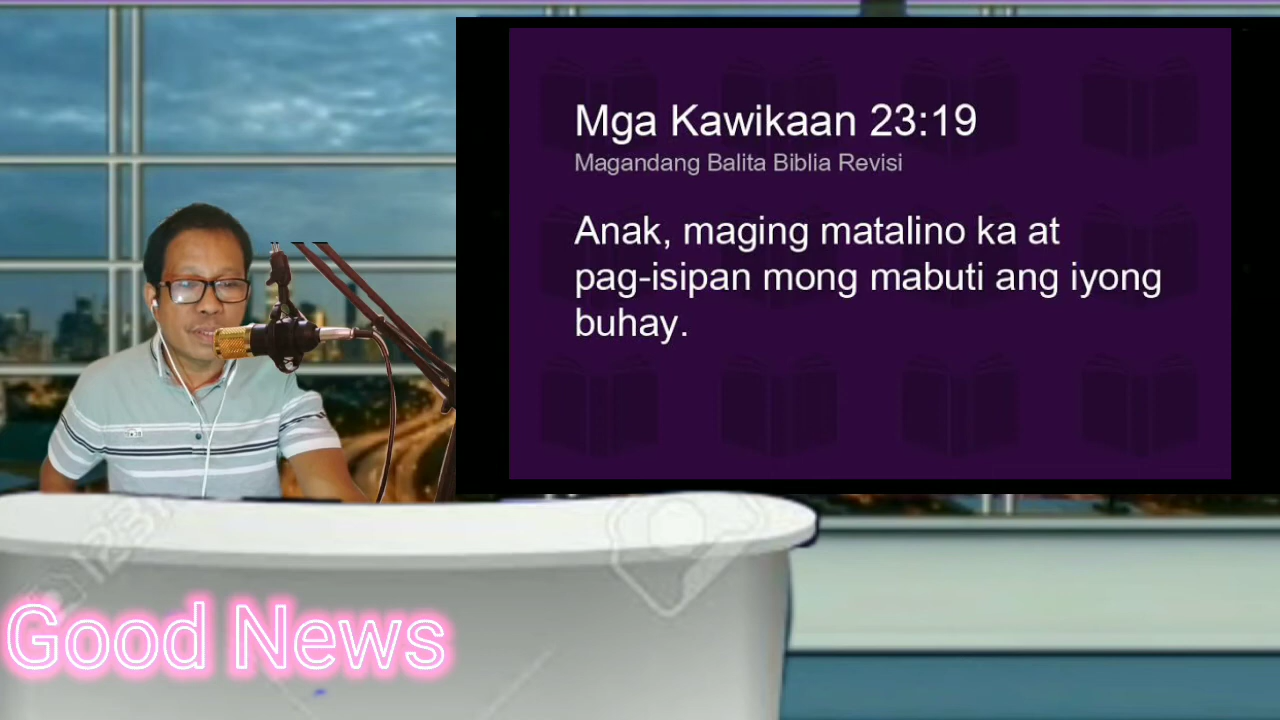 Mga Kawikaan 23:19
Magandang Balita Biblia Revisi
Anak, maging matalino ka at
pag-isipan mong mabuti ang iyong
buhay.
Good News